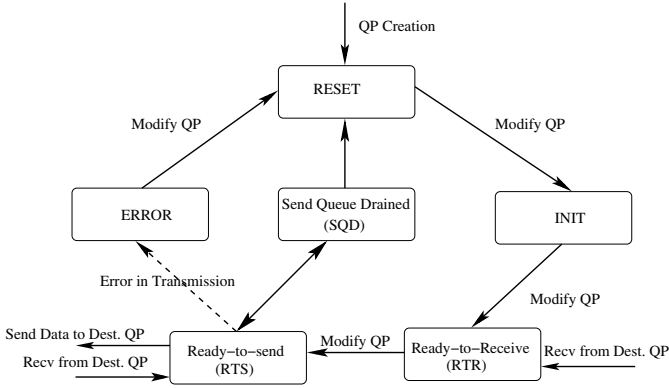 QP Creation
RESET
Modify QP
Modify QP
ERROR
Send Queue Drained
(SQD)
INIT
Error in Transmission
Modify QP
Send Data to Dest. QP
Recv from Dest. QP
Ready-to-send
(RTS)
Modify QP
Ready-to-Receive
(RTR)
Recv from Dest. QP